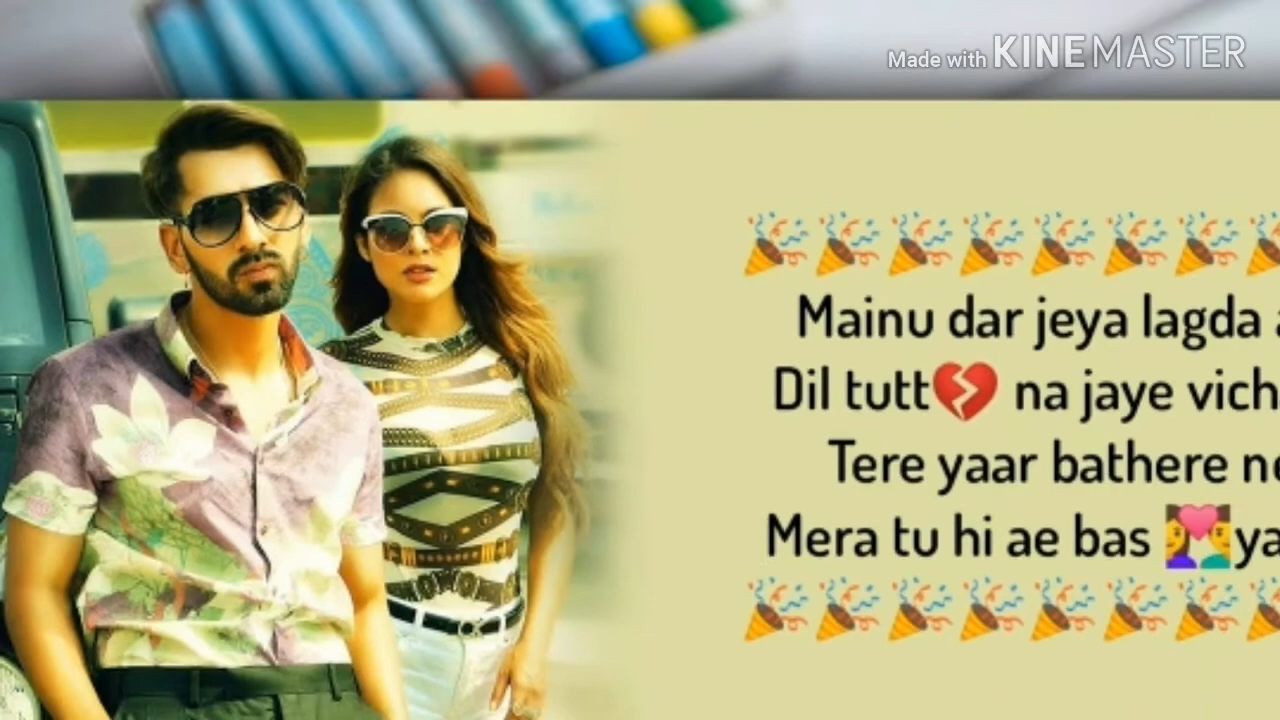 Made with KINEMASTER
🎉🎉🎉🎉🎉🎉🎉🎉
Mainu dar jeya lagda
Dil tutt💔 na jaye vich
Tere yaar bathere
Mera tu hi ae bas 💑
🎉🎉🎉🎉🎉🎉🎉🎉